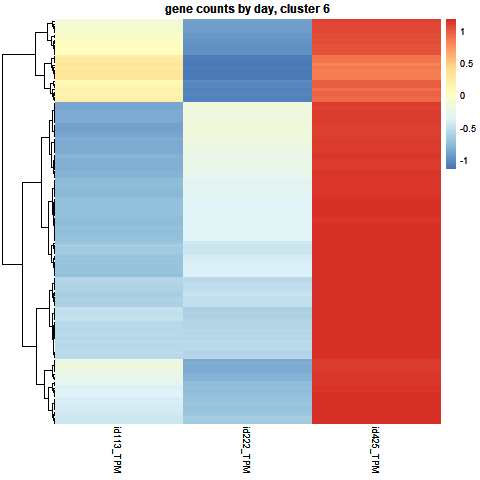 gene counts by day, cluster 6
1
0.5
0
-0.5
-1
id113_TPM
id222_TPM
id425_TPM